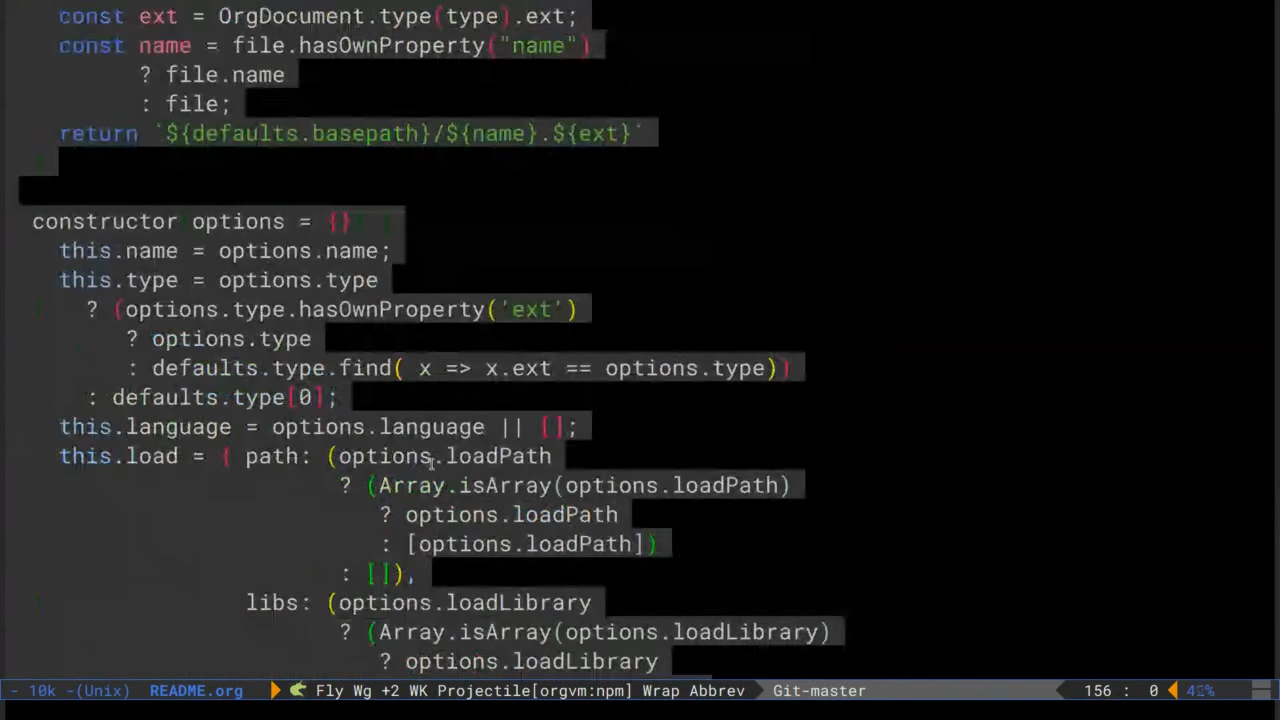 const ext = OrgDocument.type(type).ext;
const name = file.hasOwnProperty("name")
? file.name
: file;
return `${defaults.basepath}/${name}.${ext}`
constructor options = {}
this.name = options.name;
this.type = options.type
? (options.type.hasOwnProperty('ext')
? options.type
: defaults.type.find( x => x.ext == options.type))
: defaults.type[0];
this.language = options.language || [];
this.load = { path: (options.loadPath
? (Array.isArray(options.loadPath)
? options.loadPath
: [options.loadPath])
: []),
libs: (options.loadLibrary
? (Array.isArray(options.loadLibrary)
? options.loadLibrary
- 10k -(Unix) README.org Fly Wg +2 WK Projectile[orgvm:npm] Wrap Abbrev Git-master 156 : 0